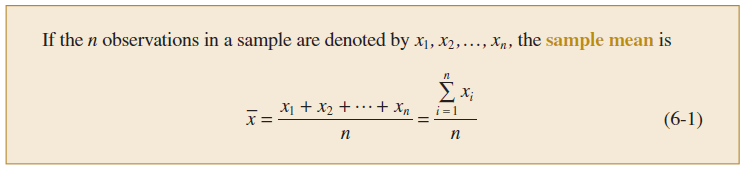 If the n observations in a sample are denoted by x₁, x₂,…, xₙ, the sample mean is
x̄ = (x₁ + x₂ + ⋯ + xₙ) / n = (∑ᵢ₌₁ⁿ xᵢ) / n (6-1)